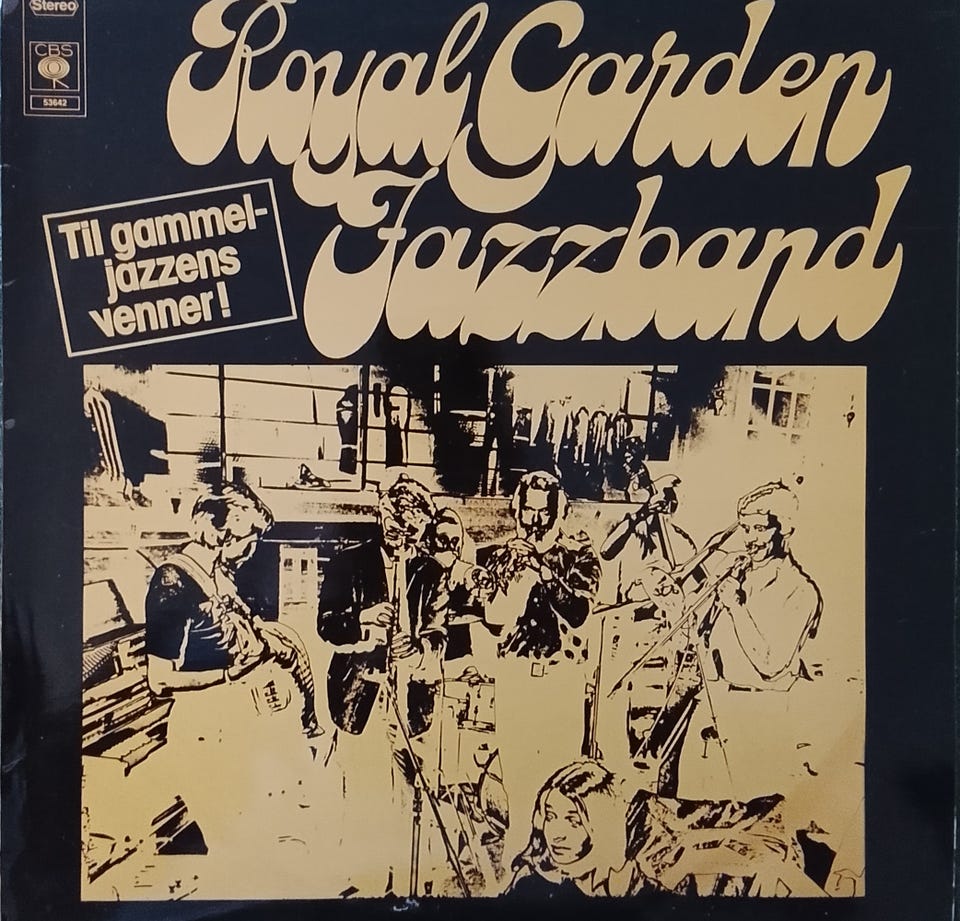 Stereo
CBS
53642
Royal Garden
Jazzband
Til gammel-
jazzens
venner!